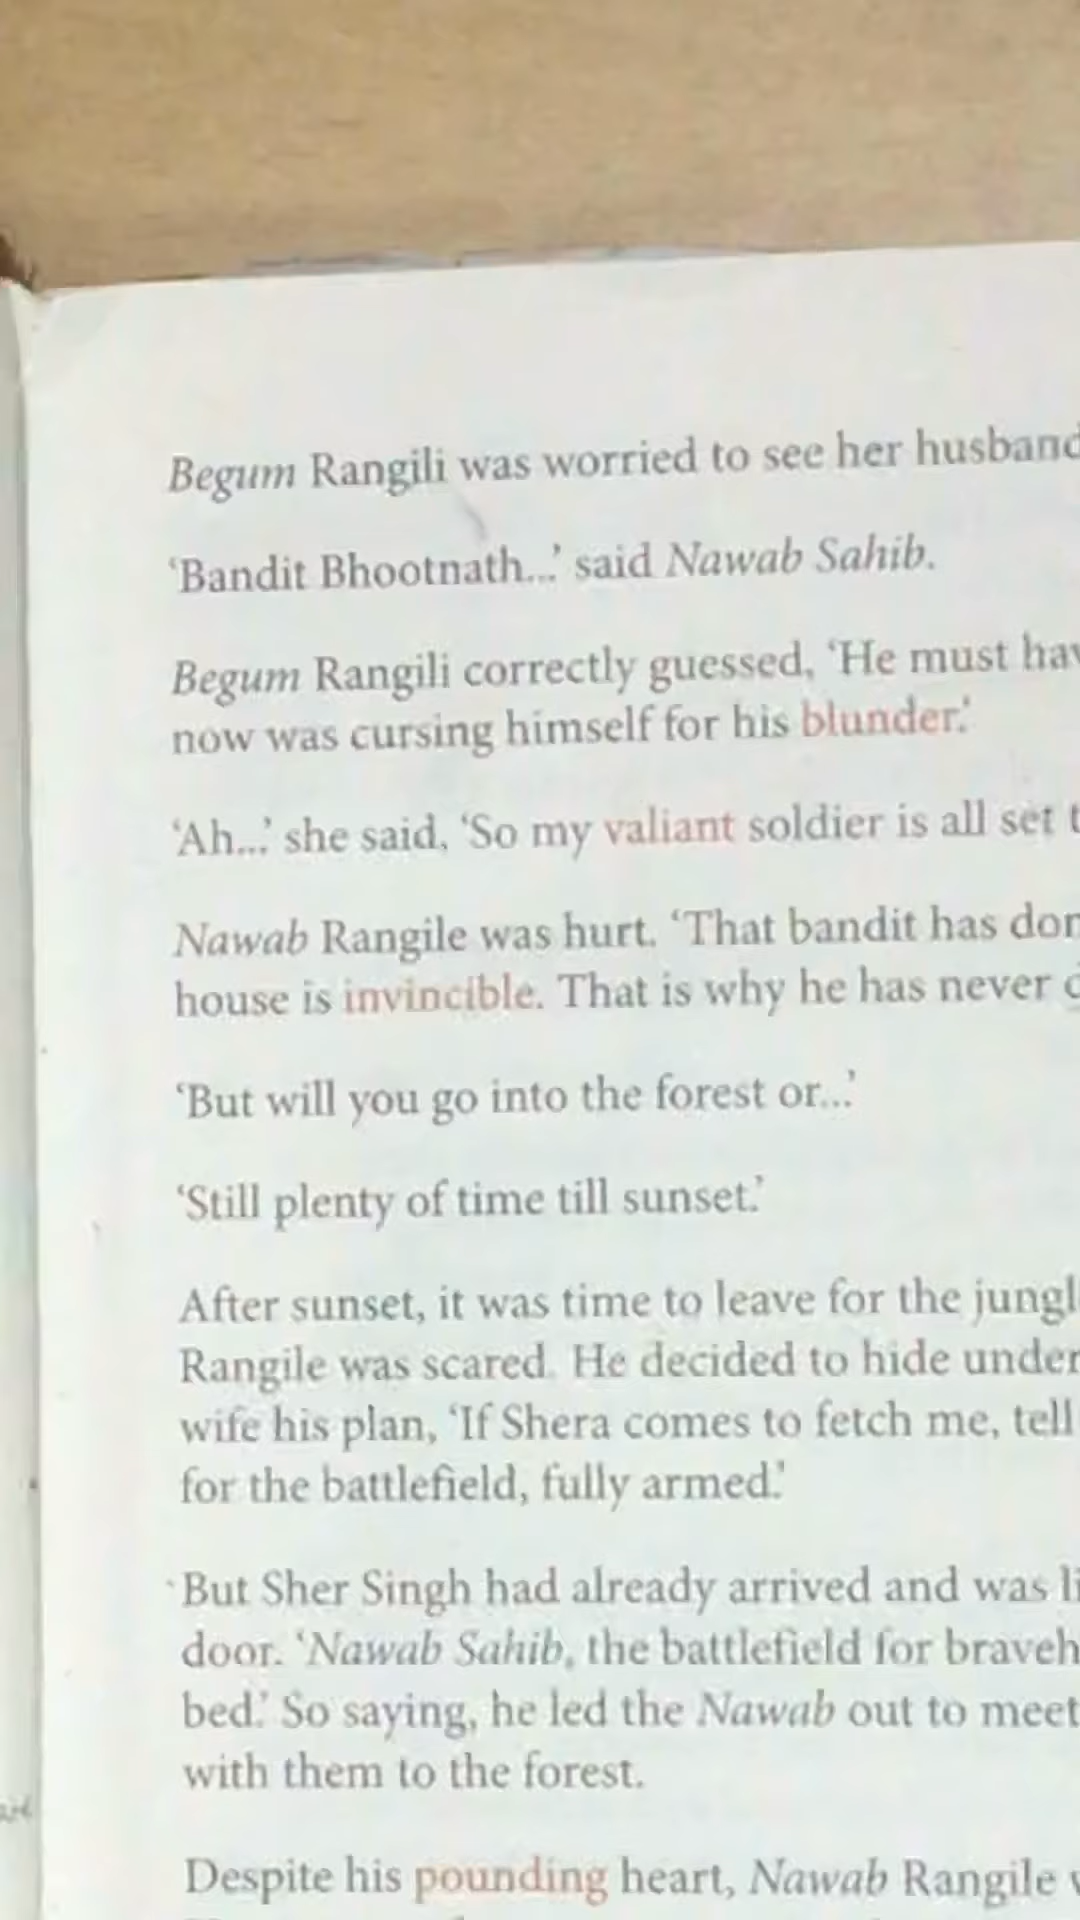 Begum Rangili was worried to see her husband
‘Bandit Bhootnath...’ said Nawab Sahib.
Begum Rangili correctly guessed, ‘He must
now was cursing himself for his blunder.’
‘Ah...’ she said, ‘So my valiant soldier is all set
Nawab Rangile was hurt. ‘That bandit has
house is invincible. That is why he has never
‘But will you go into the forest or...’
‘Still plenty of time till sunset.’
After sunset, it was time to leave for the
Rangile was scared. He decided to hide under
wife his plan, ‘If Shera comes to fetch me, tell
for the battlefield, fully armed.’
But Sher Singh had already arrived and was
door. ‘Nawab Sahib, the battlefield for
bed.’ So saying, he led the Nawab out to meet
with them to the forest.
Despite his pounding heart, Nawab Rangile